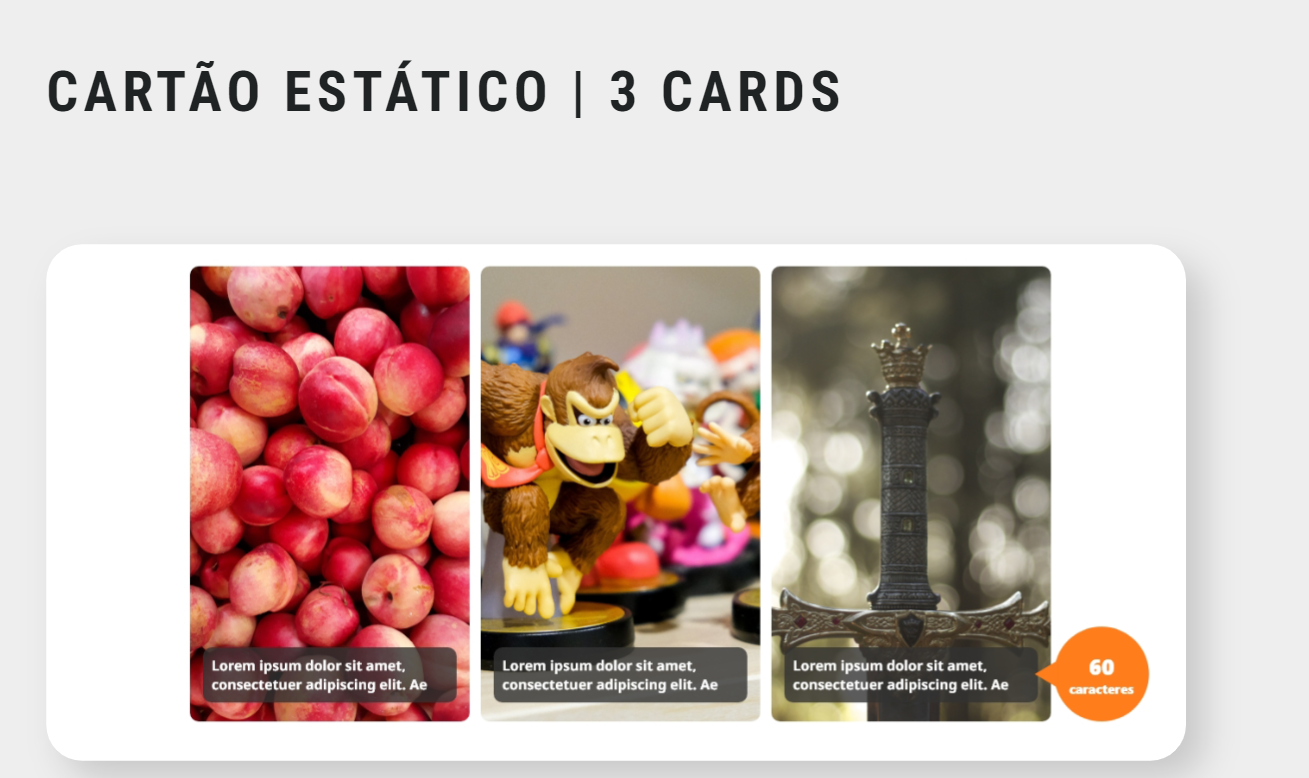 CARTÃO ESTÁTICO | 3 CARDS
Lorem ipsum dolor sit amet,
consectetuer adipiscing elit. Ae
Lorem ipsum dolor sit amet,
consectetuer adipiscing elit. Ae
Lorem ipsum dolor sit amet,
consectetuer adipiscing elit. Ae
60
caracteres